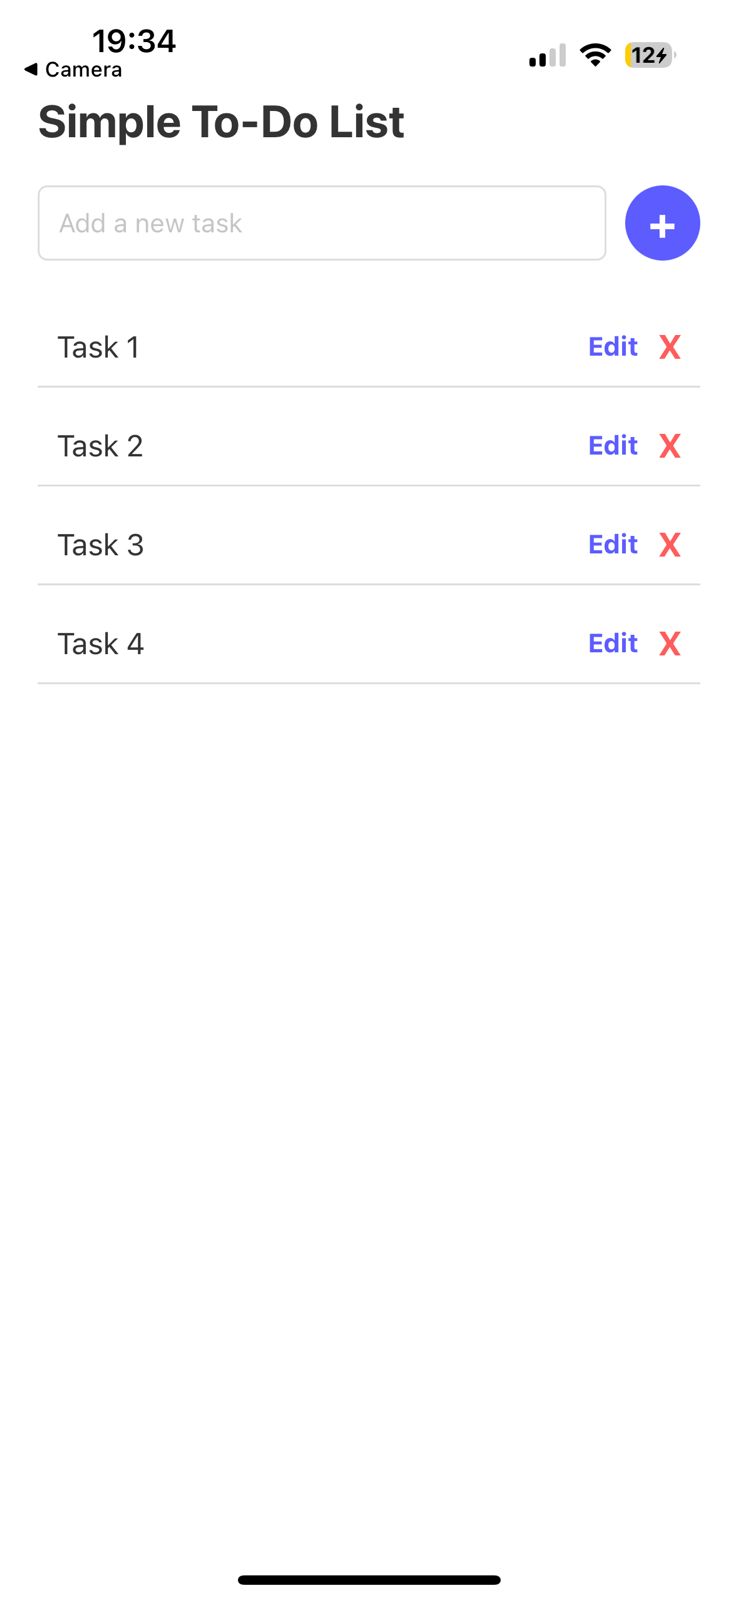 19:34
12
◀ Camera
Simple To-Do List
Add a new task
+
Task 1 Edit X
Task 2 Edit X
Task 3 Edit X
Task 4 Edit X